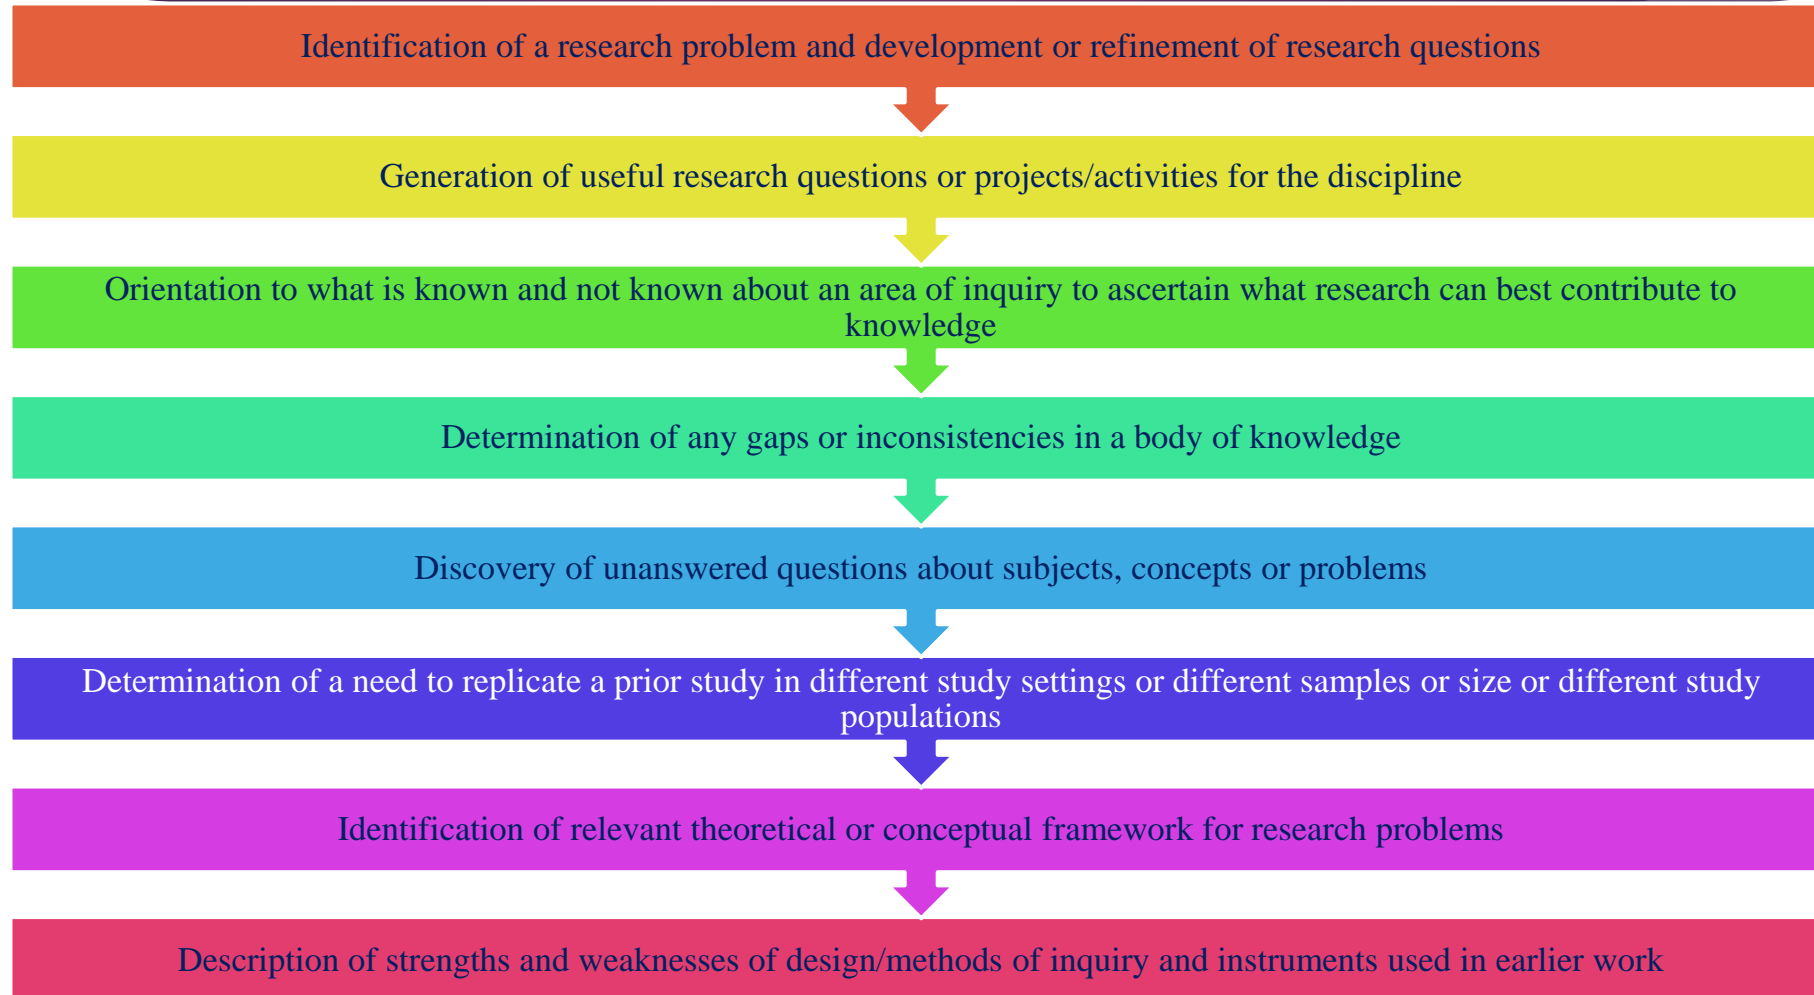 Identification of a research problem and development or refinement of research questions
Generation of useful research questions or projects/activities for the discipline
Orientation to what is known and not known about an area of inquiry to ascertain what research can best contribute to
knowledge
Determination of any gaps or inconsistencies in a body of knowledge
Discovery of unanswered questions about subjects, concepts or problems
Determination of a need to replicate a prior study in different study settings or different samples or size or different study
populations
Identification of relevant theoretical or conceptual framework for research problems
Description of strengths and weaknesses of design/methods of inquiry and instruments used in earlier work